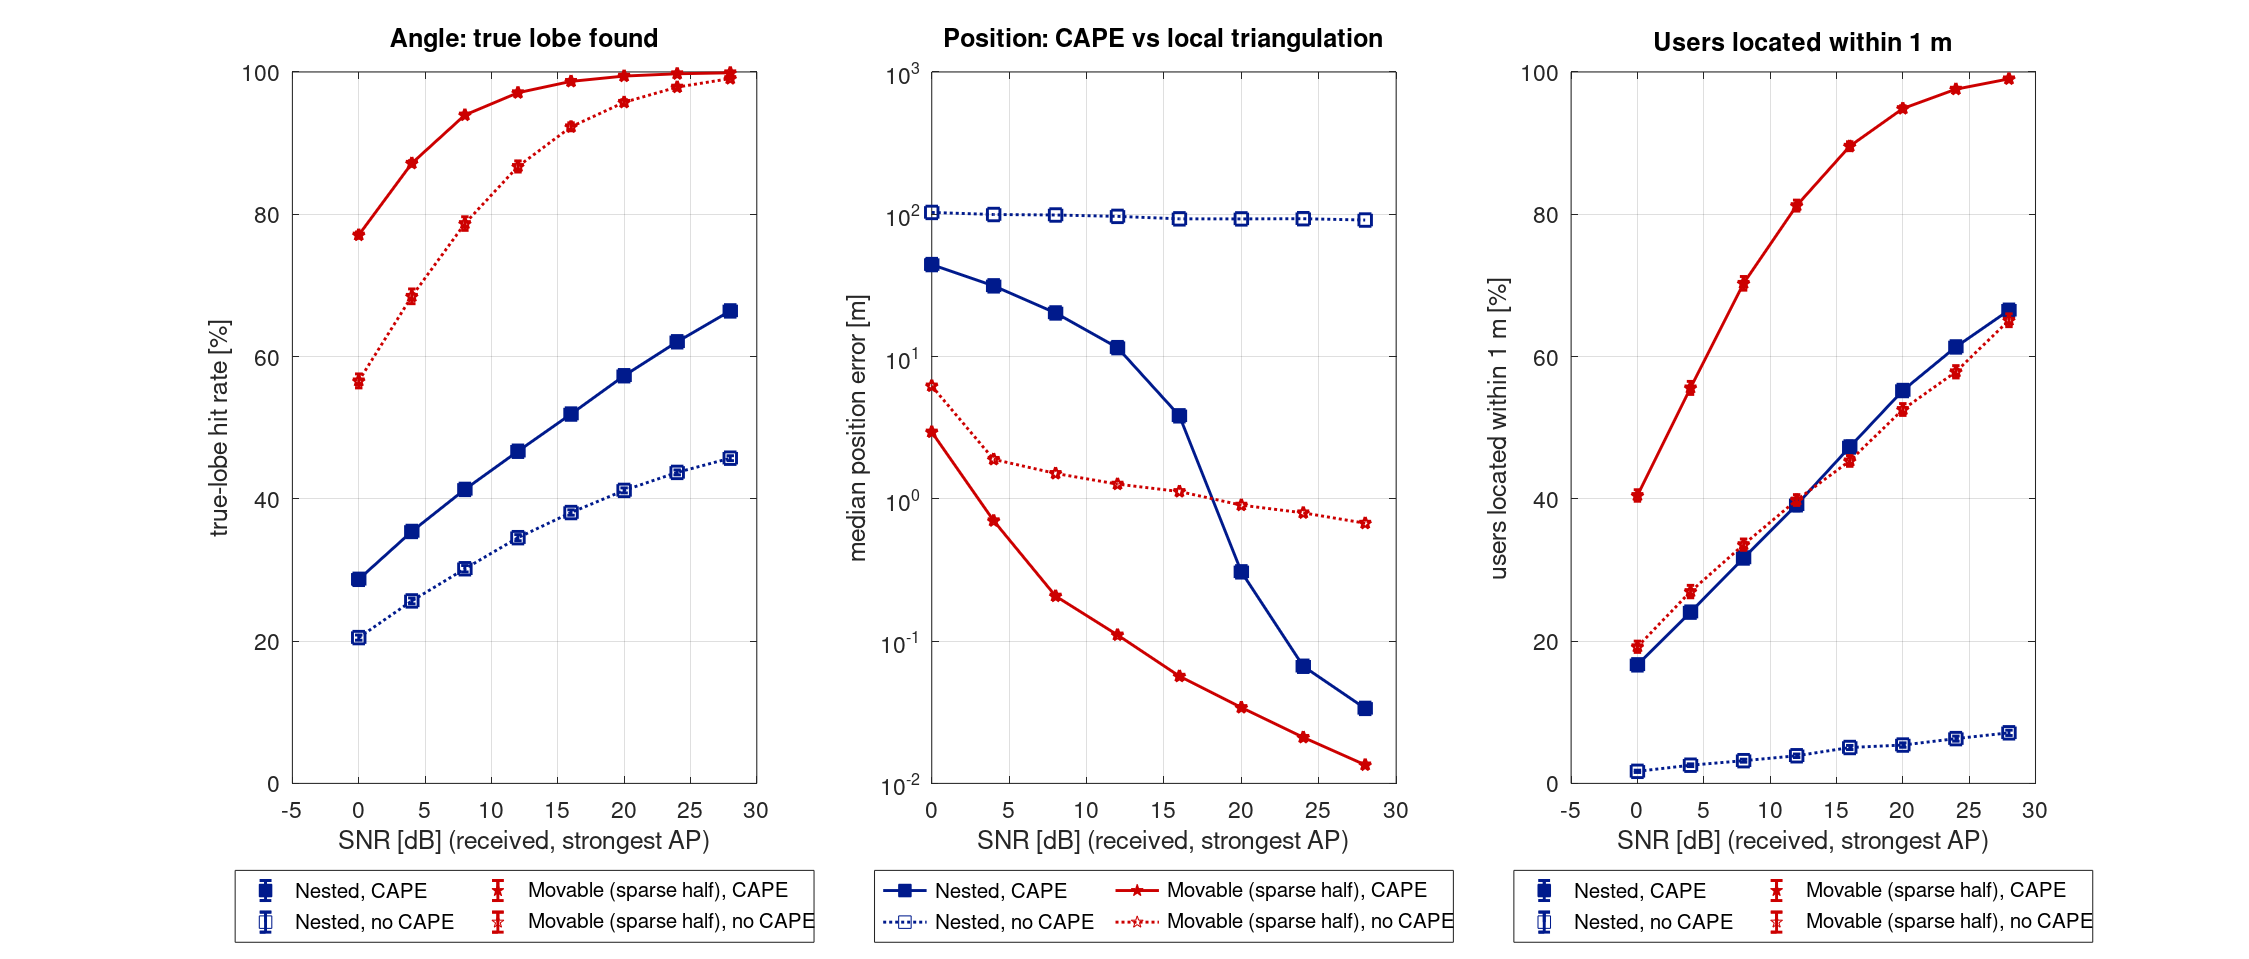 Angle: true lobe found
100
80
60
40
20
0
-5 0 5 10 15 20 25 30
true-lobe hit rate [%]
SNR [dB] (received, strongest AP)
Nested, CAPE
Movable (sparse half), CAPE
Nested, no CAPE
Movable (sparse half), no CAPE
Position: CAPE vs local triangulation
10^3
10^2
10^1
10^0
10^-1
10^-2
0 5 10 15 20 25 30
median position error [m]
SNR [dB] (received, strongest AP)
Nested, CAPE
Movable (sparse half), CAPE
Nested, no CAPE
Movable (sparse half), no CAPE
Users located within 1 m
100
80
60
40
20
0
-5 0 5 10 15 20 25 30
users located within 1 m [%]
SNR [dB] (received, strongest AP)
Nested, CAPE
Movable (sparse half), CAPE
Nested, no CAPE
Movable (sparse half), no CAPE